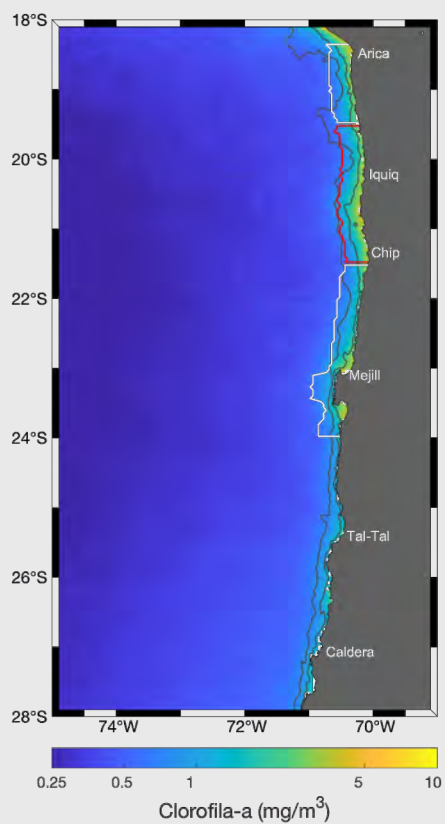 18°S
Arica
20°S
Iquiq
Chip
22°S
Mejill
24°S
Tal-Tal
26°S
Caldera
28°S
74°W 72°W 70°W
0.25 0.5 1 5 10
Clorofila-a (mg/m³)